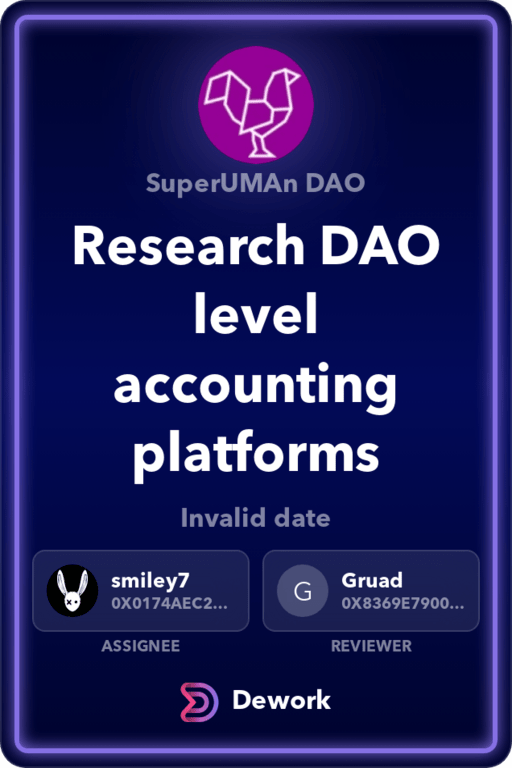 SuperUMAn DAO
Research DAO
level
accounting
platforms
Invalid date
smiley7
0X0174AEC2...
ASSIGNEE
G
Gruad
0X8369E7900...
REVIEWER
Dework